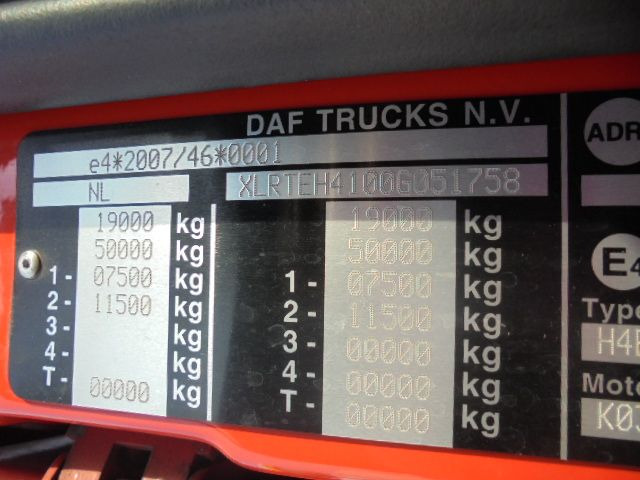 DAF TRUCKS N.V.
e4*2007/46*0001
NL XLRTEH4100G051758
19000 kg 19000 kg
50000 kg 50000 kg
1- 07500 kg 1- 07500 kg
2- 11500 kg 2- 11500 kg
3- kg 3- 00000 kg
4- kg 4- 00000 kg
T- 00000 kg T- 00000 kg
ADR
E4
Type
H4E
Moto
K0